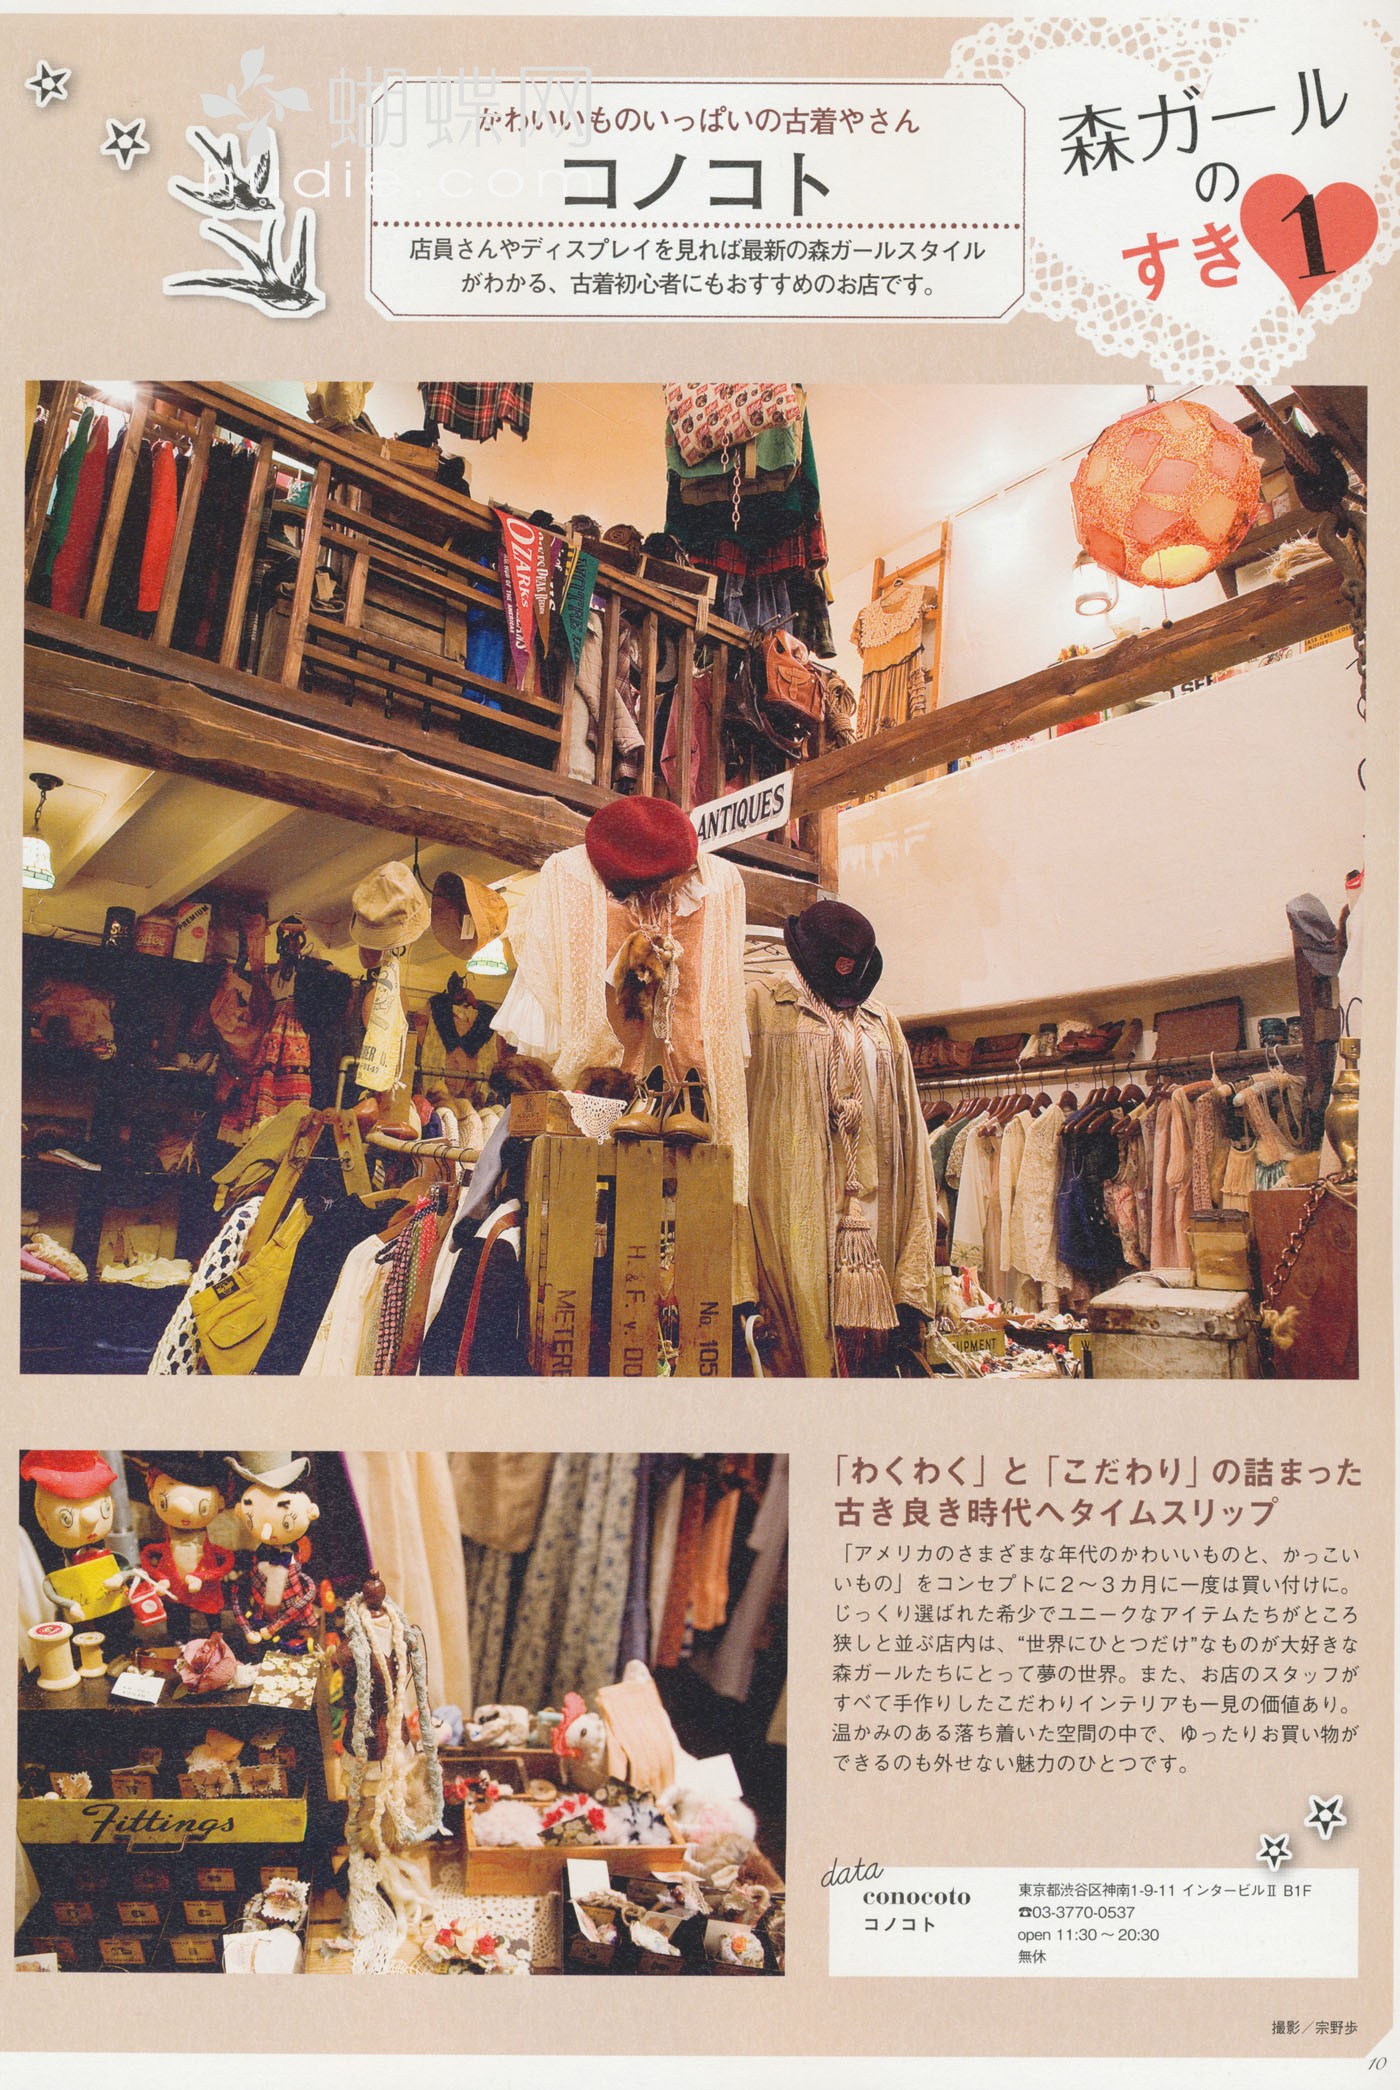 蝴蝶网
hudie.com
かわいいものいっぱいの古着やさん
コノコト
店員さんやディスプレイを見れば最新の森ガールスタイル
がわかる、古着初心者にもおすすめのお店です。
森ガール
の
すき 1
OZARKS
ANTIQUES
PREMIUM
Coffee
METERE
H.&F.v.DO
No.105
UIPMENT
Fittings
「わくわく」と「こだわり」の詰まった
古き良き時代へタイムスリップ
「アメリカのさまざまな年代のかわいいものと、かっこい
いもの」をコンセプトに2〜3カ月に一度は買い付けに。
じっくり選ばれた希少でユニークなアイテムたちがところ
狭しと並ぶ店内は、“世界にひとつだけ”なものが大好きな
森ガールたちにとって夢の世界。また、お店のスタッフが
すべて手作りしたこだわりインテリアも一見の価値あり。
温かみのある落ち着いた空間の中で、ゆったりお買い物が
できるのも外せない魅力のひとつです。
data
conocoto
コノコト
東京都渋谷区神南1-9-11 インタービルⅡ B1F
☎03-3770-0537
open 11:30〜20:30
無休
撮影／宗野歩
10